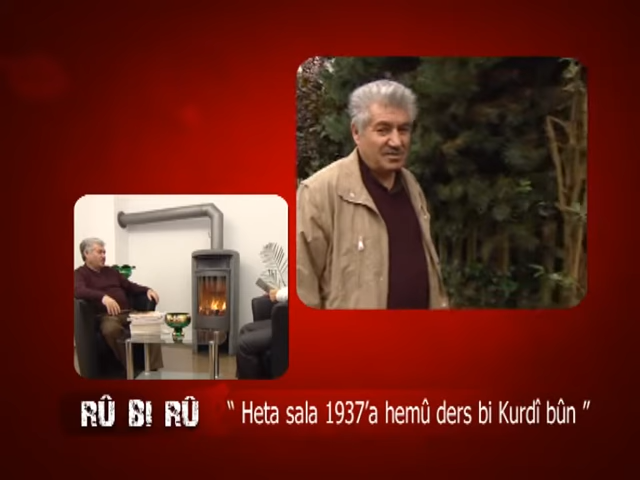 RÛ BI RÛ
“ Heta sala 1937'a hemû ders bi Kurdî bûn ”